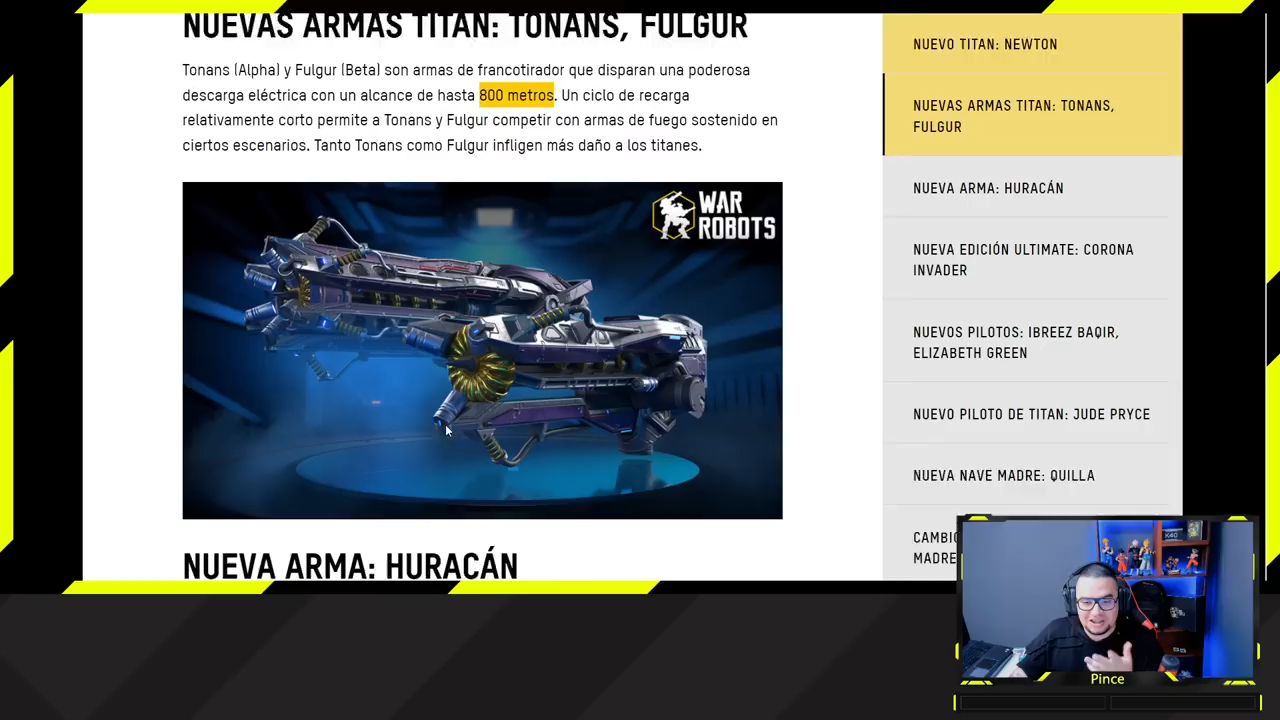 NUEVAS ARMAS TITAN: TONANS, FULGUR
Tonans (Alpha) y Fulgur (Beta) son armas de francotirador que disparan una poderosa
descarga eléctrica con un alcance de hasta 800 metros. Un ciclo de recarga
relativamente corto permite a Tonans y Fulgur competir con armas de fuego sostenido en
ciertos escenarios. Tanto Tonans como Fulgur infligen más daño a los titanes.
WAR
ROBOTS
NUEVA ARMA: HURACÁN
NUEVO TITAN: NEWTON
NUEVAS ARMAS TITAN: TONANS,
FULGUR
NUEVA ARMA: HURACÁN
NUEVA EDICIÓN ULTIMATE: CORONA
INVADER
NUEVOS PILOTOS: IBREEZ BAQIR,
ELIZABETH GREEN
NUEVO PILOTO DE TITAN: JUDE PRYCE
NUEVA NAVE MADRE: QUILLA
MADRE
Pince